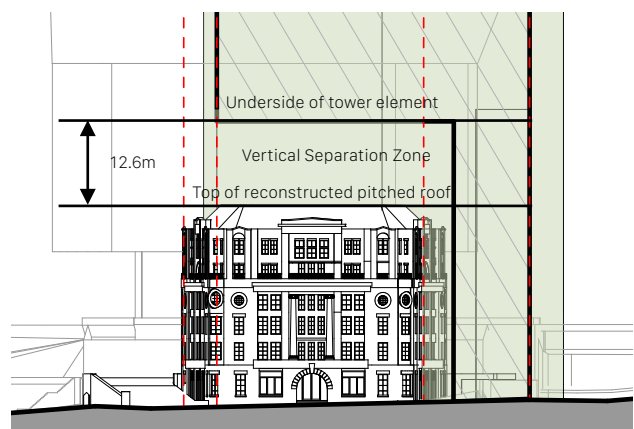 Underside of tower element
12.6m
Vertical Separation Zone
Top of reconstructed pitched roof